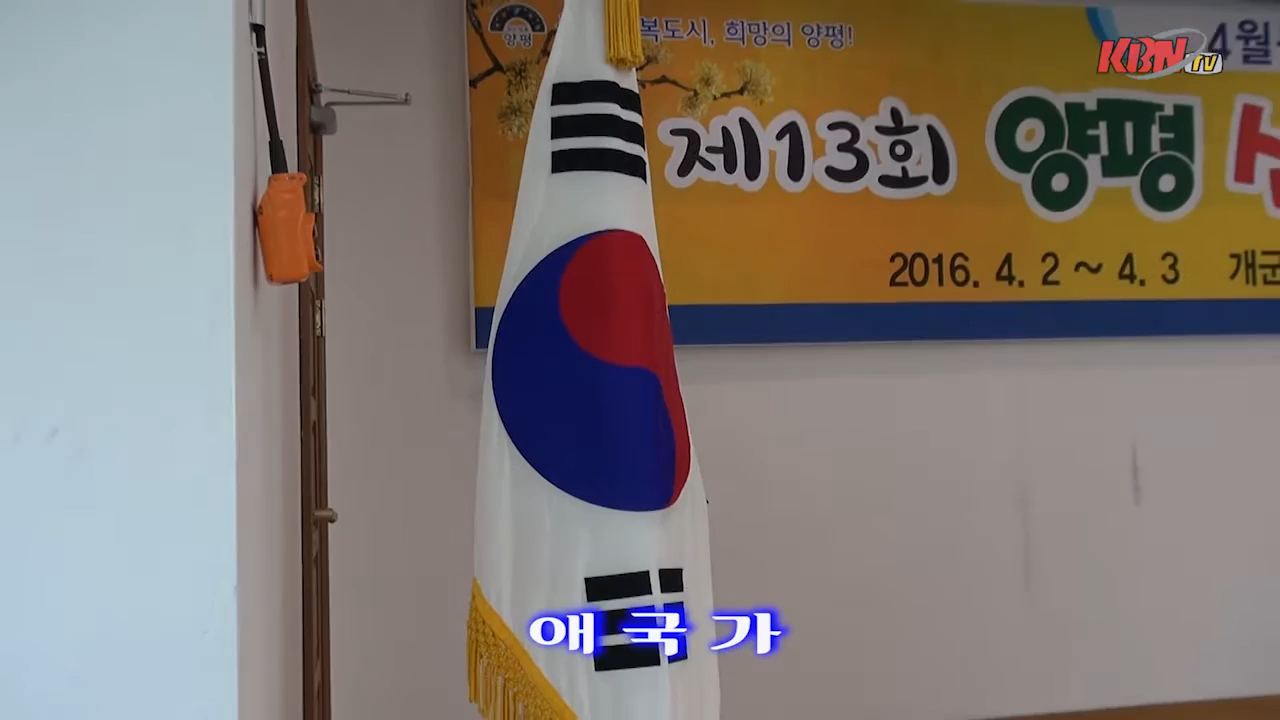 양평
복도시, 희망의 양평!
4월
KBN TV
제13회 양평
2016. 4. 2 ~ 4. 3 개군
애국가